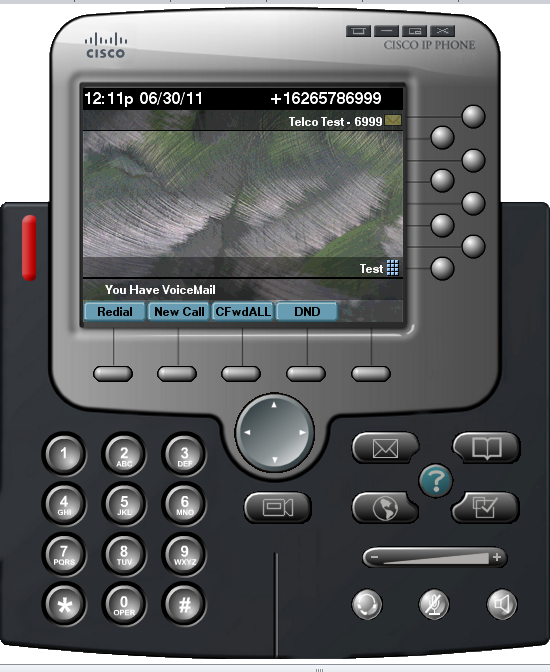 CISCO
CISCO IP PHONE
12:11p 06/30/11 +16265786999
Telco Test - 6999
Test
You Have VoiceMail
Redial New Call CFwdALL DND
1 2 ABC 3 DEF
4 GHI 5 JKL 6 MNO
7 PQRS 8 TUV 9 WXYZ
* 0 OPER #
?
- +